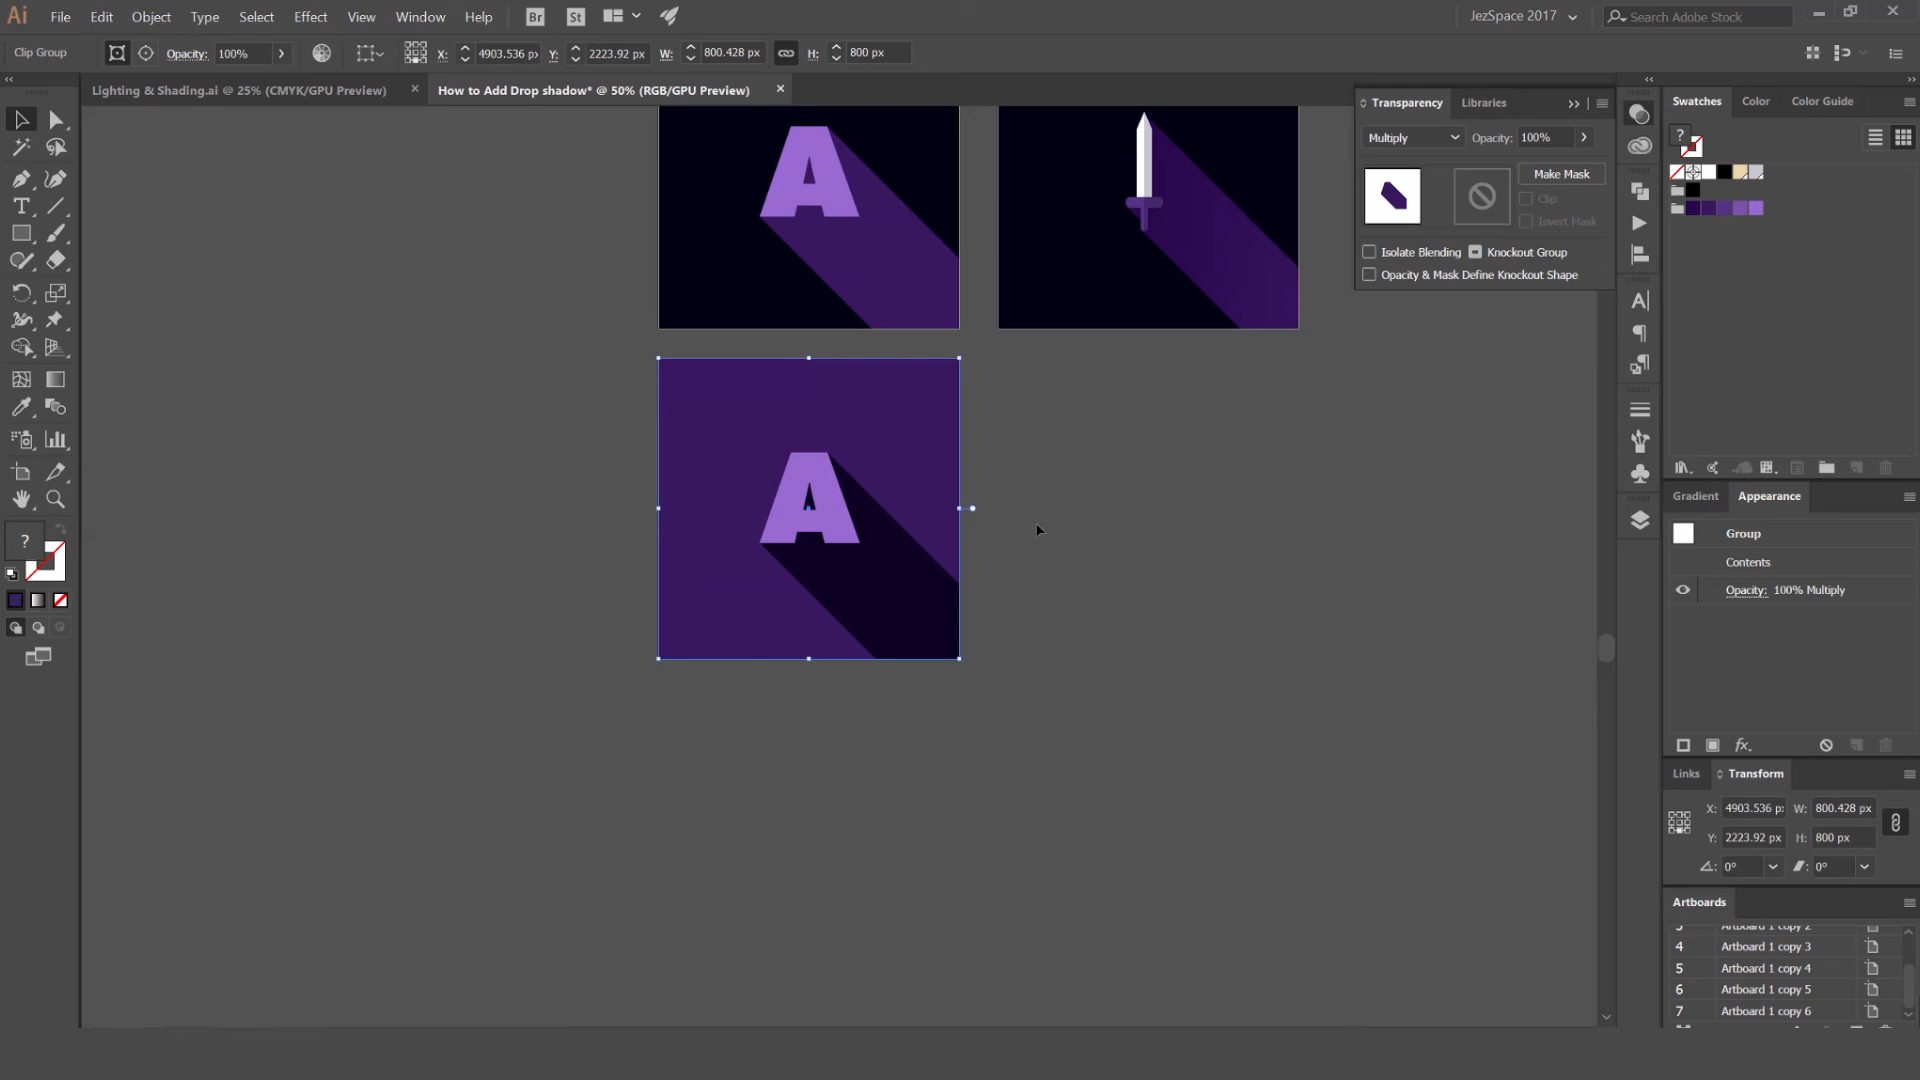 Ai File Edit Object Type Select Effect View Window Help Br St JezSpace 2017 Search Adobe Stock
Clip Group Opacity: 100% X: 4903.536 px Y: 2223.92 px W: 800.428 px H: 800 px
Lighting & Shading.ai @ 25% (CMYK/GPU Preview) × How to Add Drop shadow* @ 50% (RGB/GPU Preview) ×
Transparency Libraries
Multiply Opacity: 100%
Make Mask
Clip
Invert Mask
Isolate Blending Knockout Group
Opacity & Mask Define Knockout Shape
Swatches Color Color Guide
?
A
A
?
Gradient Appearance
Group
Contents
Opacity: 100% Multiply
fx
Links Transform
X: 4903.536 p: W: 800.428 px
Y: 2223.92 px H: 800 px
0° 0°
Artboards
3 Artboard 1 copy 2
4 Artboard 1 copy 3
5 Artboard 1 copy 4
6 Artboard 1 copy 5
7 Artboard 1 copy 6